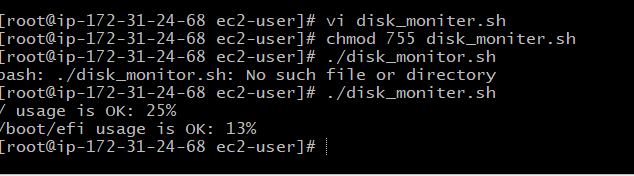 [root@ip-172-31-24-68 ec2-user]# vi disk_moniter.sh
[root@ip-172-31-24-68 ec2-user]# chmod 755 disk_moniter.sh
[root@ip-172-31-24-68 ec2-user]# ./disk_monitor.sh
bash: ./disk_monitor.sh: No such file or directory
[root@ip-172-31-24-68 ec2-user]# ./disk_moniter.sh
/ usage is OK: 25%
/boot/efi usage is OK: 13%
[root@ip-172-31-24-68 ec2-user]#